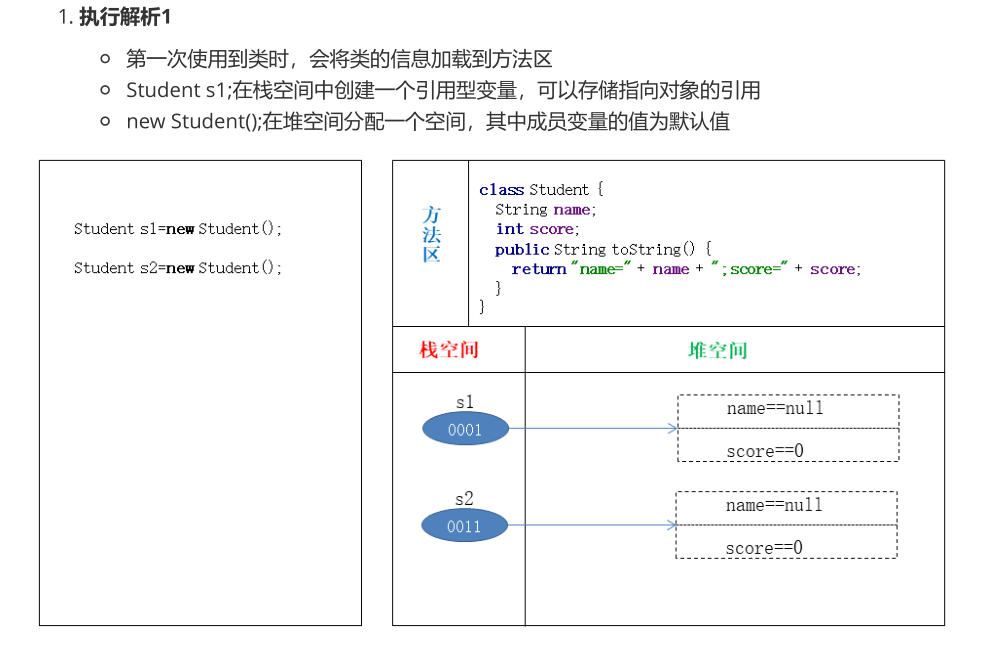 1. 执行解析1
第一次使用到类时，会将类的信息加载到方法区
Student s1;在栈空间中创建一个引用型变量，可以存储指向对象的引用
new Student();在堆空间分配一个空间，其中成员变量的值为默认值
Student s1=new Student();
Student s2=new Student();
方法区
class Student {
String name;
int score;
public String toString() {
return "name=" + name + ";score=" + score;
}
}
栈空间
堆空间
s1
0001
name==null
score==0
s2
0011
name==null
score==0